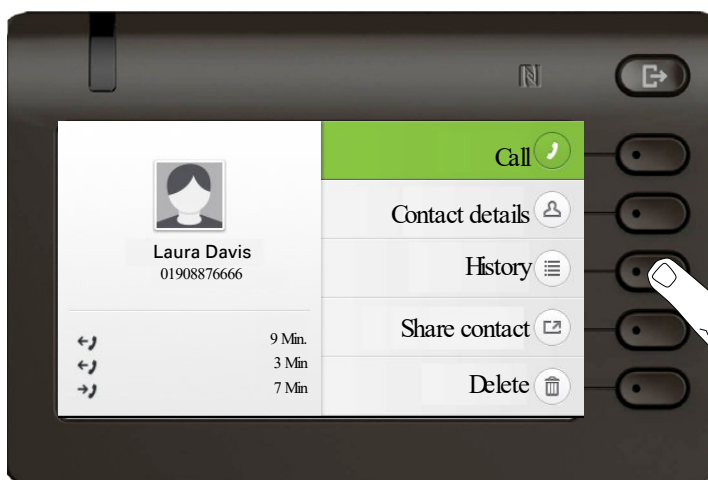 Laura Davis
01908876666
9 Min.
3 Min
7 Min
Call
Contact details
History
Share contact
Delete